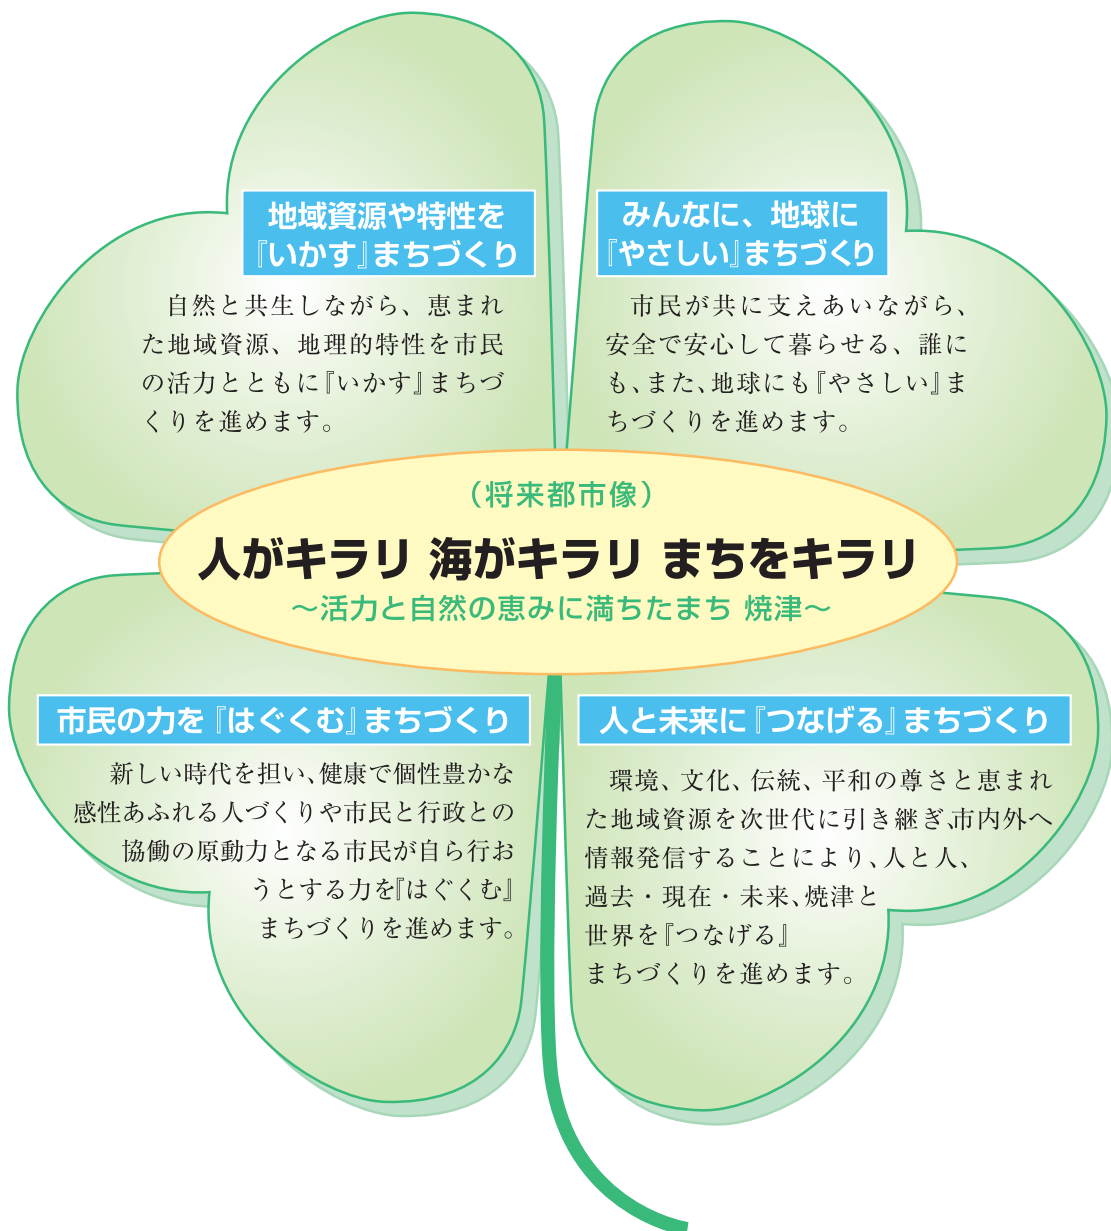 地域資源や特性を
『いかす』まちづくり
自然と共生しながら、恵まれ
た地域資源、地理的特性を市民
の活力とともに『いかす』まちづ
くりを進めます。
みんなに、地球に
『やさしい』まちづくり
市民が共に支えあいながら、
安全で安心して暮らせる、誰に
も、また、地球にも『やさしい』ま
ちづくりを進めます。
（将来都市像）
人がキラリ 海がキラリ まちをキラリ
～活力と自然の恵みに満ちたまち 焼津～
市民の力を『はぐくむ』まちづくり
新しい時代を担い、健康で個性豊かな
感性あふれる人づくりや市民と行政との
協働の原動力となる市民が自ら行お
うとする力を『はぐくむ』
まちづくりを進めます。
人と未来に『つなげる』まちづくり
環境、文化、伝統、平和の尊さと恵まれ
た地域資源を次世代に引き継ぎ、市内外へ
情報発信することにより、人と人、
過去・現在・未来、焼津と
世界を『つなげる』
まちづくりを進めます。